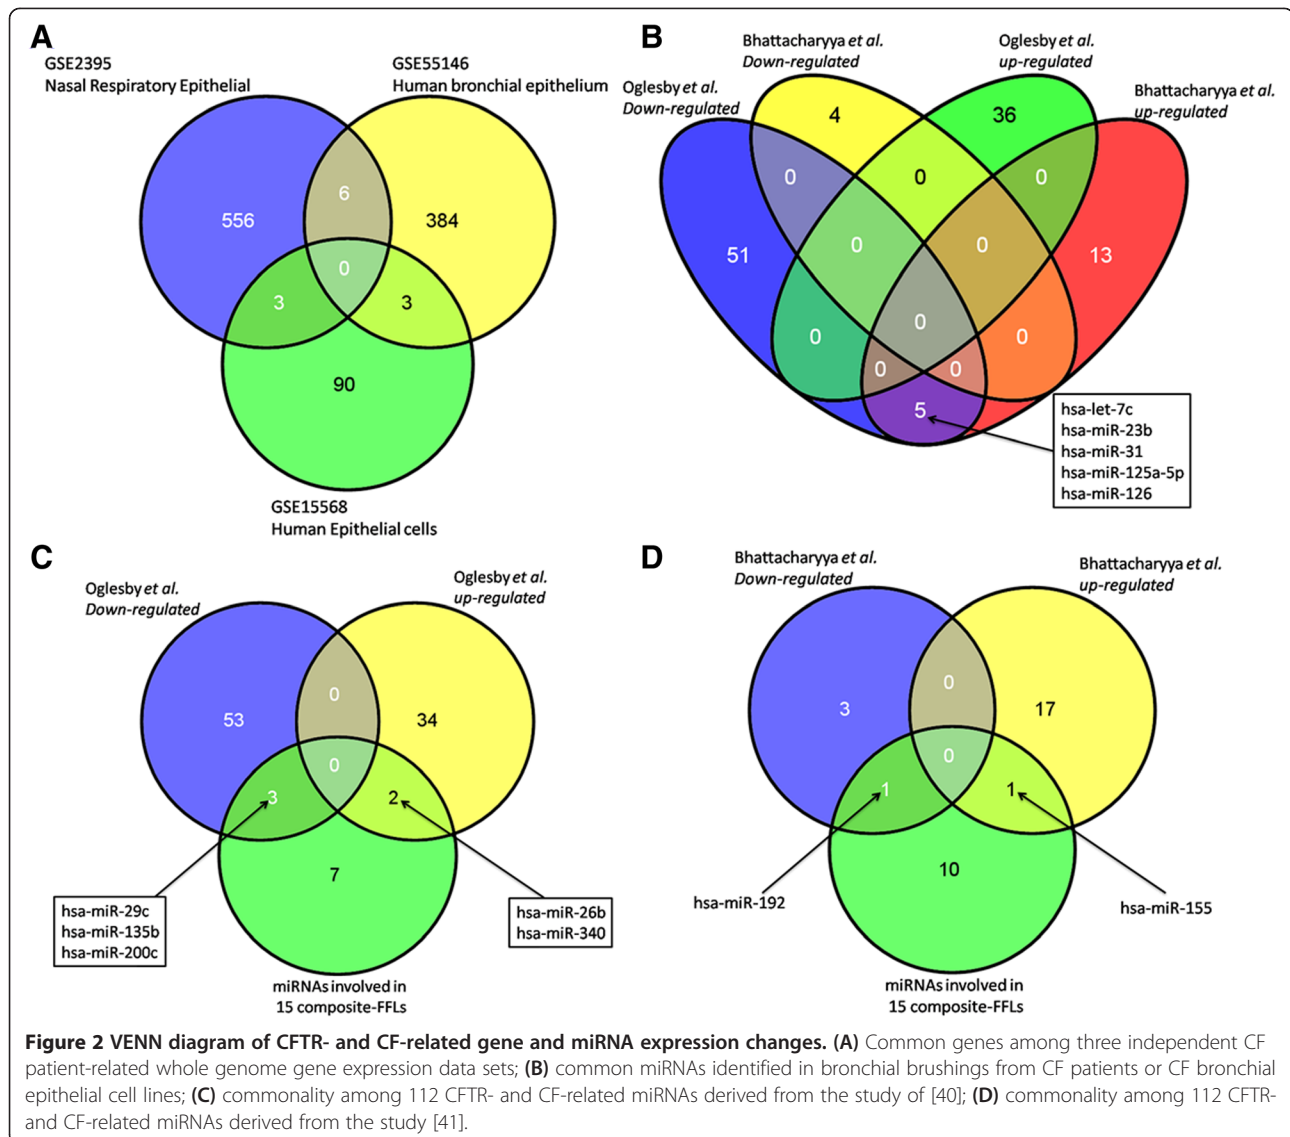 A
GSE2395
Nasal Respiratory Epithelial
GSE55146
Human bronchial epithelium
6
556
384
0
3
3
90
GSE15568
Human Epithelial cells
B
Bhattacharyya et al.
Down-regulated
Oglesby et al.
up-regulated
Oglesby et al.
Down-regulated
Bhattacharyya et al.
up-regulated
4
36
0
0
0
51
0
0
13
0
0
0
0
0
5
hsa-let-7c
hsa-miR-23b
hsa-miR-31
hsa-miR-125a-5p
hsa-miR-126
C
Oglesby et al.
Down-regulated
Oglesby et al.
up-regulated
0
53
34
0
3
2
7
hsa-miR-29c
hsa-miR-135b
hsa-miR-200c
hsa-miR-26b
hsa-miR-340
miRNAs involved in
15 composite-FFLs
D
Bhattacharyya et al.
Down-regulated
Bhattacharyya et al.
up-regulated
0
3
17
0
1
1
10
hsa-miR-192
hsa-miR-155
miRNAs involved in
15 composite-FFLs
Figure 2 VENN diagram of CFTR- and CF-related gene and miRNA expression changes. (A) Common genes among three independent CF
patient-related whole genome gene expression data sets; (B) common miRNAs identified in bronchial brushings from CF patients or CF bronchial
epithelial cell lines; (C) commonality among 112 CFTR- and CF-related miRNAs derived from the study of [40]; (D) commonality among 112 CFTR-
and CF-related miRNAs derived from the study [41].